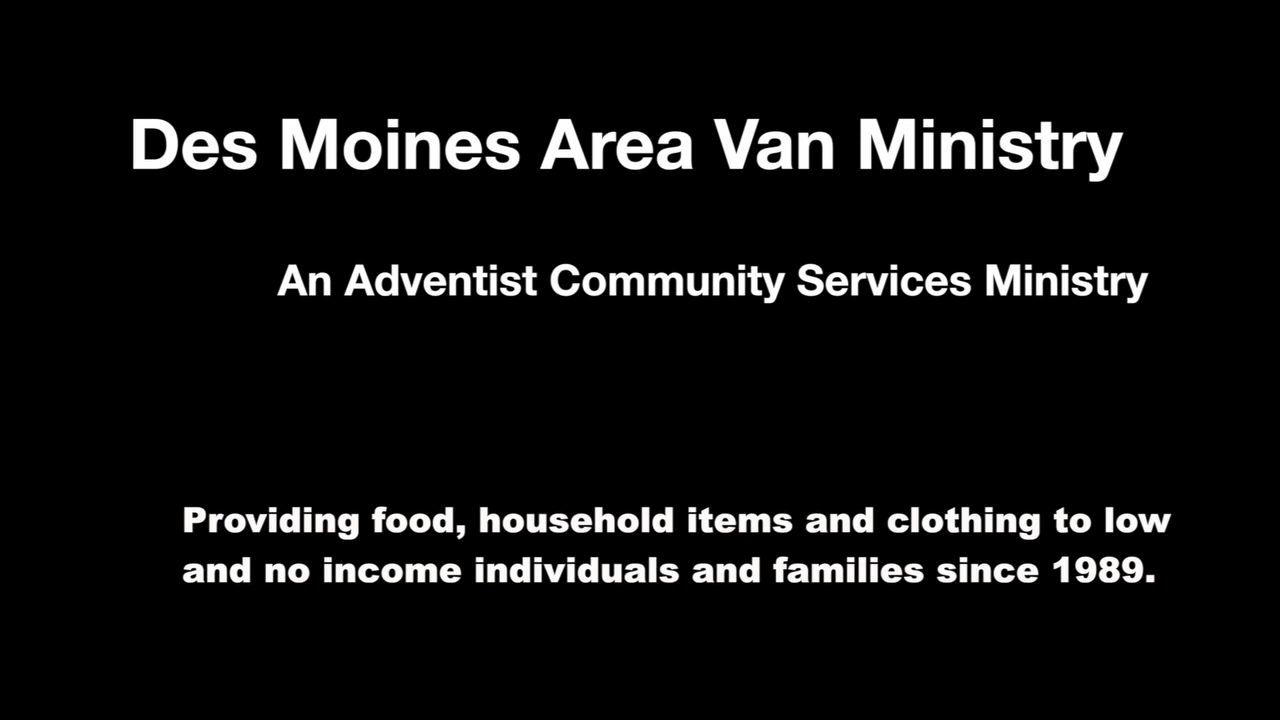 Des Moines Area Van Ministry
An Adventist Community Services Ministry
Providing food, household items and clothing to low
and no income individuals and families since 1989.